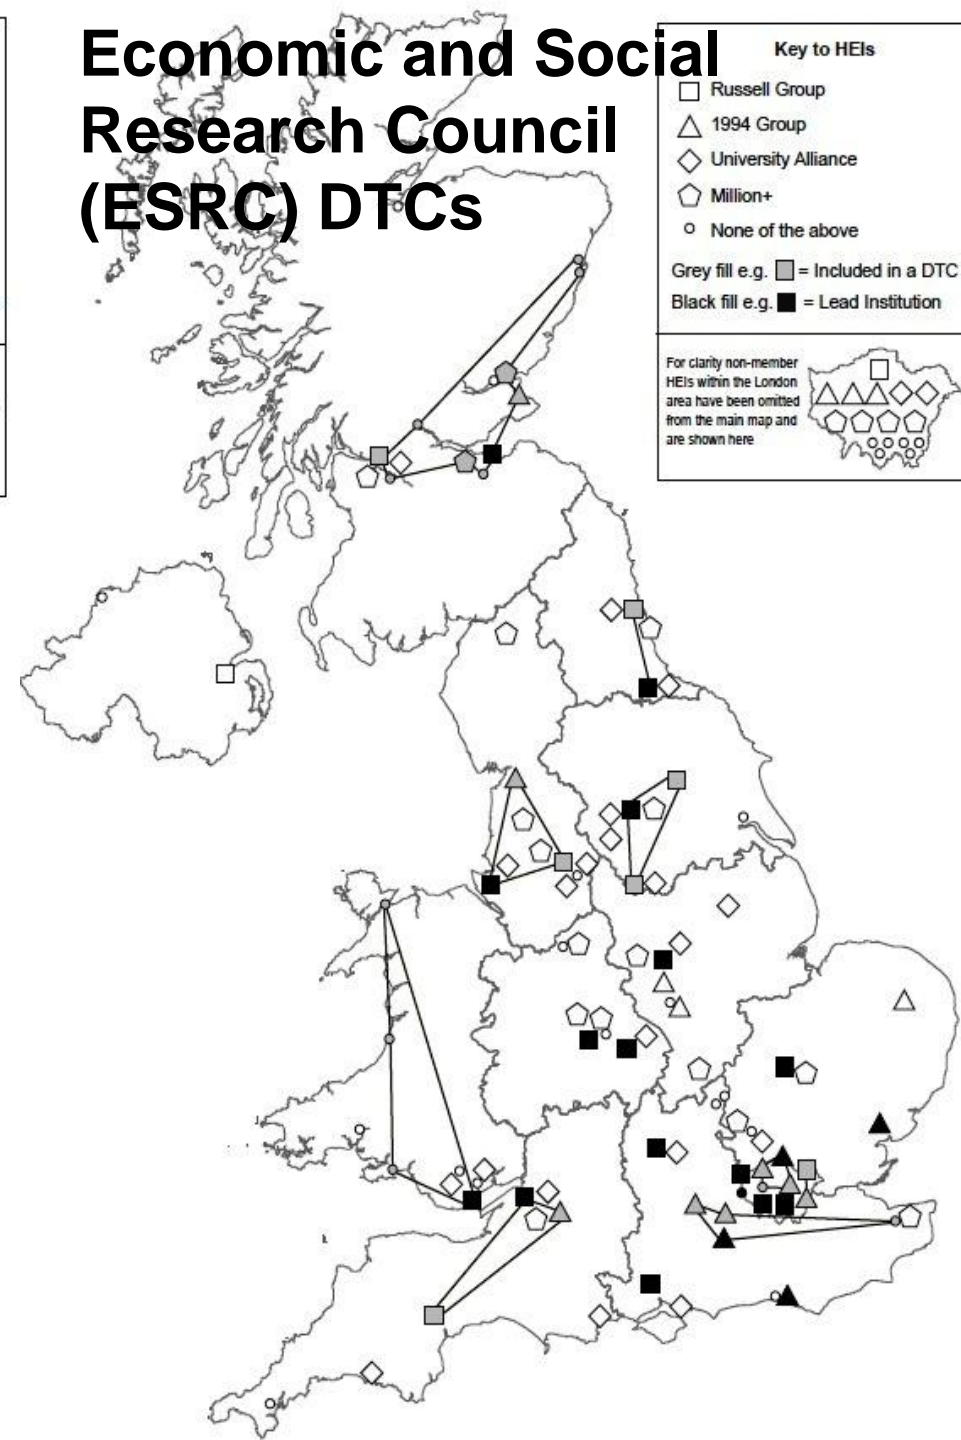 Economic and Social
Research Council
(ESRC) DTCs
Key to HEIs
Russell Group
1994 Group
University Alliance
Million+
None of the above
Grey fill e.g. = Included in a DTC
Black fill e.g. = Lead Institution
For clarity non-member
HEIs within the London
area have been omitted
from the main map and
are shown here